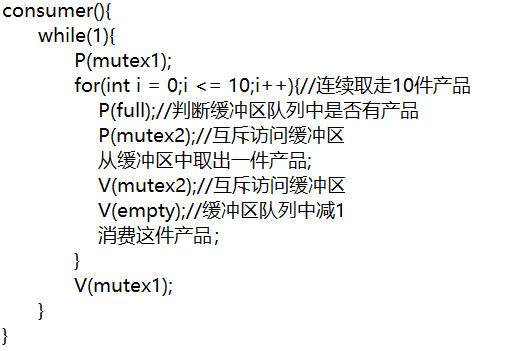 consumer(){
while(1){
P(mutex1);
for(int i = 0;i <= 10;i++){//连续取走10件产品
P(full);//判断缓冲区队列中是否有产品
P(mutex2);//互斥访问缓冲区
从缓冲区中取出一件产品;
V(mutex2);//互斥访问缓冲区
V(empty);//缓冲区队列中减1
消费这件产品；
}
V(mutex1);
}
}